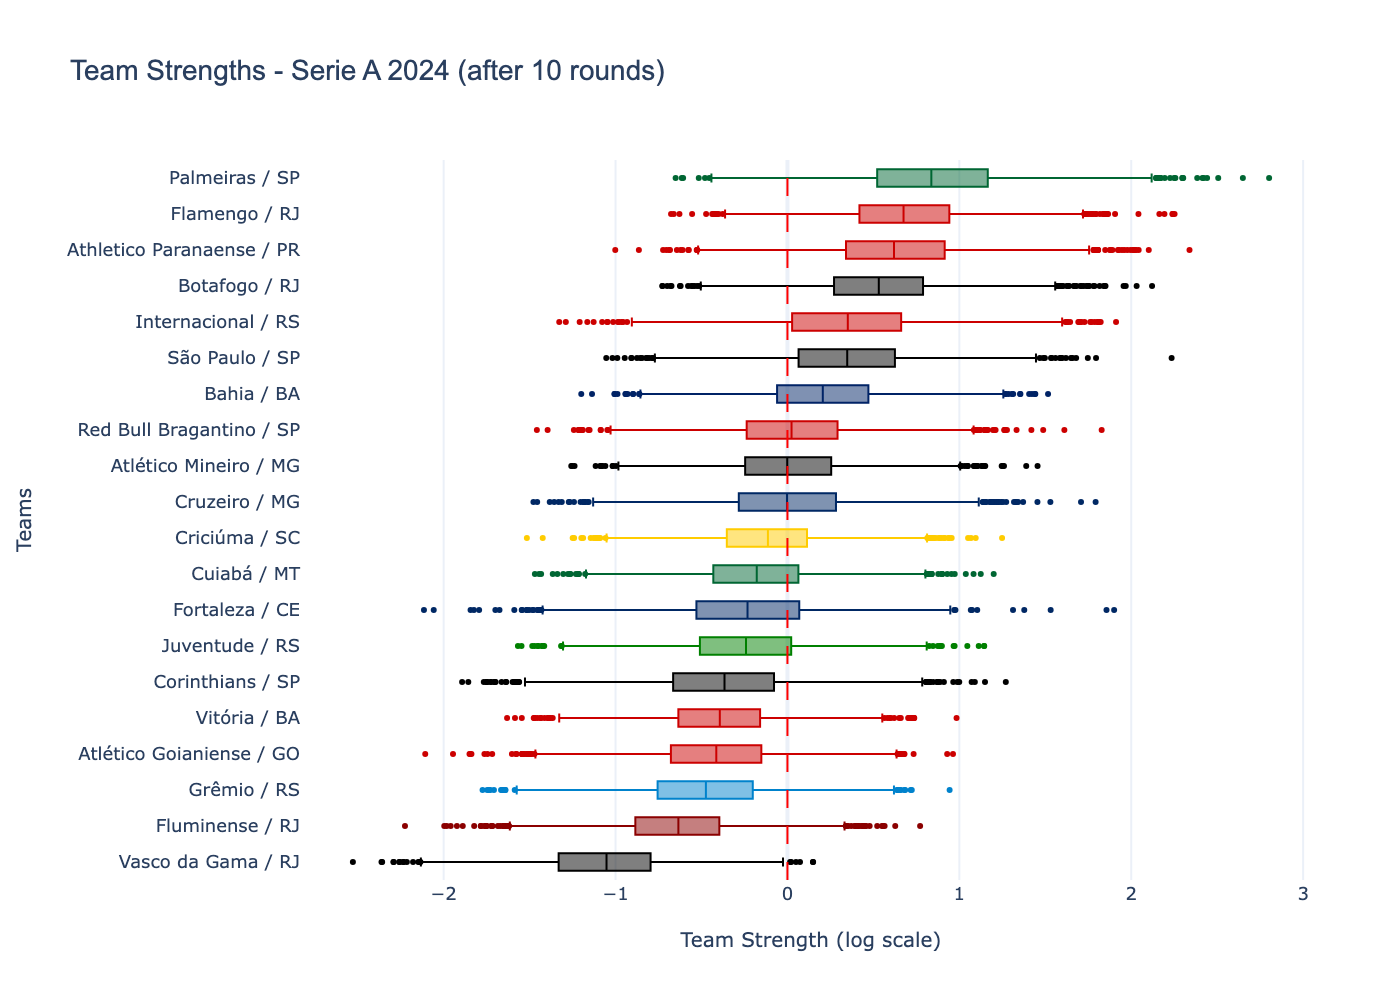 Team Strengths - Serie A 2024 (after 10 rounds)
Palmeiras / SP
Flamengo / RJ
Athletico Paranaense / PR
Botafogo / RJ
Internacional / RS
São Paulo / SP
Bahia / BA
Red Bull Bragantino / SP
Atlético Mineiro / MG
Cruzeiro / MG
Criciúma / SC
Cuiabá / MT
Fortaleza / CE
Juventude / RS
Corinthians / SP
Vitória / BA
Atlético Goianiense / GO
Grêmio / RS
Fluminense / RJ
Vasco da Gama / RJ
Teams
−2 −1 0 1 2 3
Team Strength (log scale)